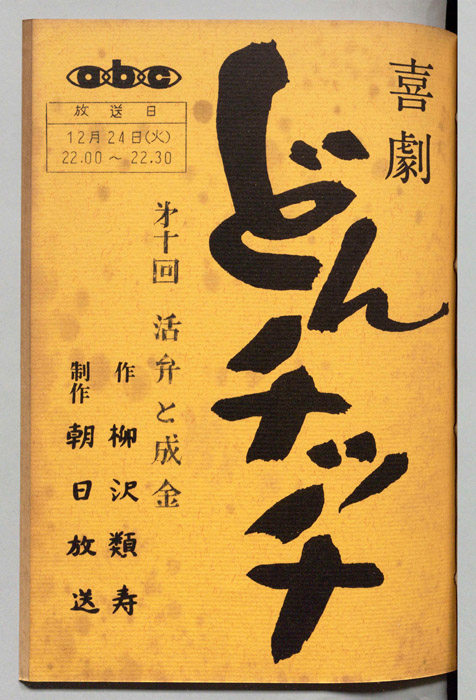 喜劇
どんチッチ
abc
放送日
12月24日(火)
22.00～22.30
第十回 活弁と成金
作 柳沢類寿
制作 朝日放送